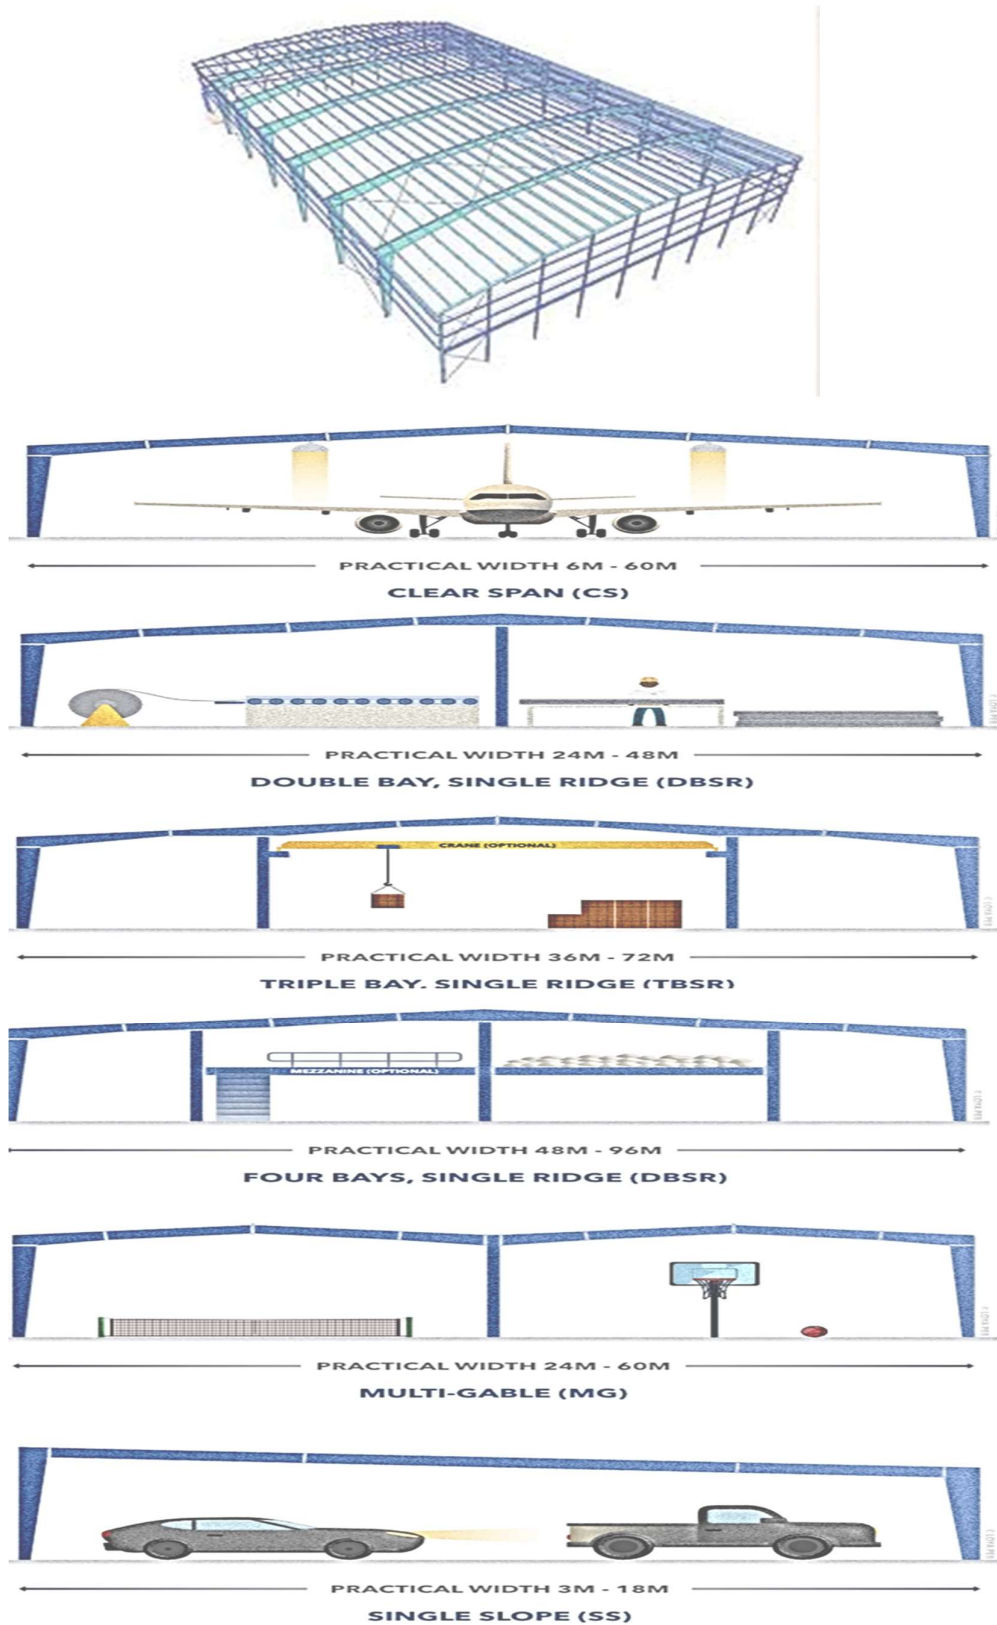 PRACTICAL WIDTH 6M - 60M
CLEAR SPAN (CS)
PRACTICAL WIDTH 24M - 48M
DOUBLE BAY, SINGLE RIDGE (DBSR)
CRANE (OPTIONAL)
PRACTICAL WIDTH 36M - 72M
TRIPLE BAY, SINGLE RIDGE (TBSR)
MEZZANINE (OPTIONAL)
PRACTICAL WIDTH 48M - 96M
FOUR BAYS, SINGLE RIDGE (DBSR)
PRACTICAL WIDTH 24M - 60M
MULTI-GABLE (MG)
PRACTICAL WIDTH 3M - 18M
SINGLE SLOPE (SS)